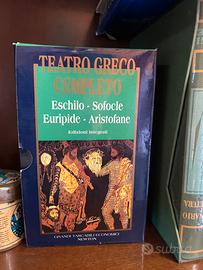 TEATRO GRECO
COMPLETO
Eschilo - Sofocle
Euripide - Aristofane
Edizioni integrali
GRANDI TASCABILI ECONOMICI
NEWTON
subito